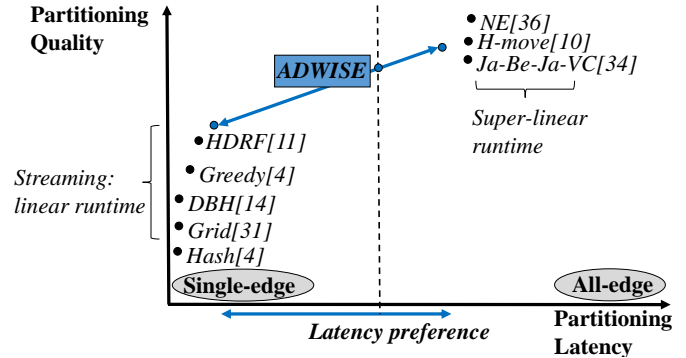 Partitioning
Quality
NE[36]
H-move[10]
Ja-Be-Ja-VC[34]
ADWISE
Super-linear
runtime
HDRF[11]
Greedy[4]
DBH[14]
Grid[31]
Hash[4]
Streaming:
linear runtime
Single-edge
All-edge
Latency preference
Partitioning
Latency